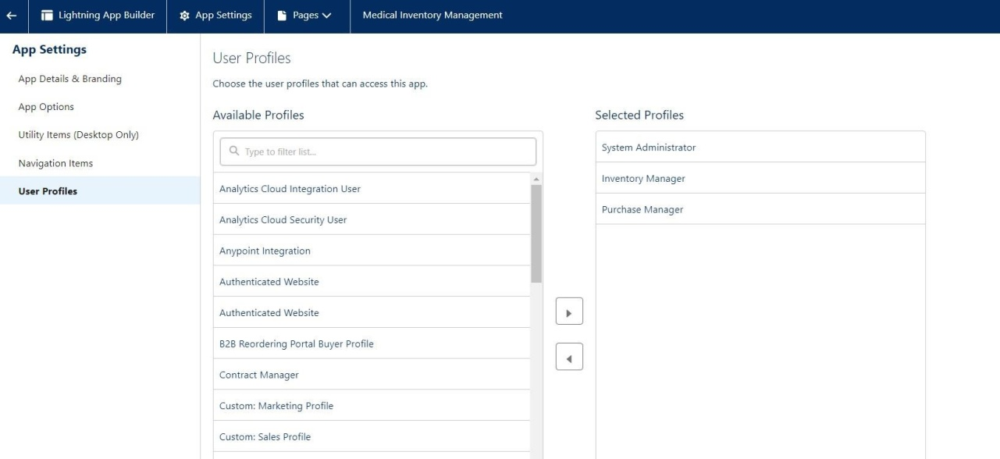 Lightning App Builder App Settings Pages Medical Inventory Management
App Settings
App Details & Branding
App Options
Utility Items (Desktop Only)
Navigation Items
User Profiles
User Profiles
Choose the user profiles that can access this app.
Available Profiles
Type to filter list...
Analytics Cloud Integration User
Analytics Cloud Security User
Anypoint Integration
Authenticated Website
Authenticated Website
B2B Reordering Portal Buyer Profile
Contract Manager
Custom: Marketing Profile
Custom: Sales Profile
Selected Profiles
System Administrator
Inventory Manager
Purchase Manager